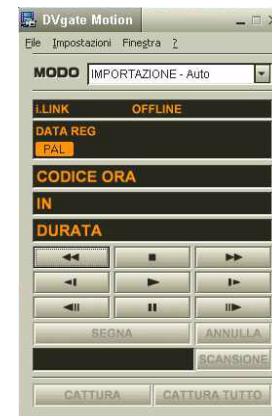 DVgate Motion
File Impostazioni Finestra ?
MODO IMPORTAZIONE - Auto
i.LINK OFFLINE
DATA REG
PAL
CODICE ORA
IN
DURATA
SEGNA ANNULLA
SCANSIONE
CATTURA CATTURA TUTTO